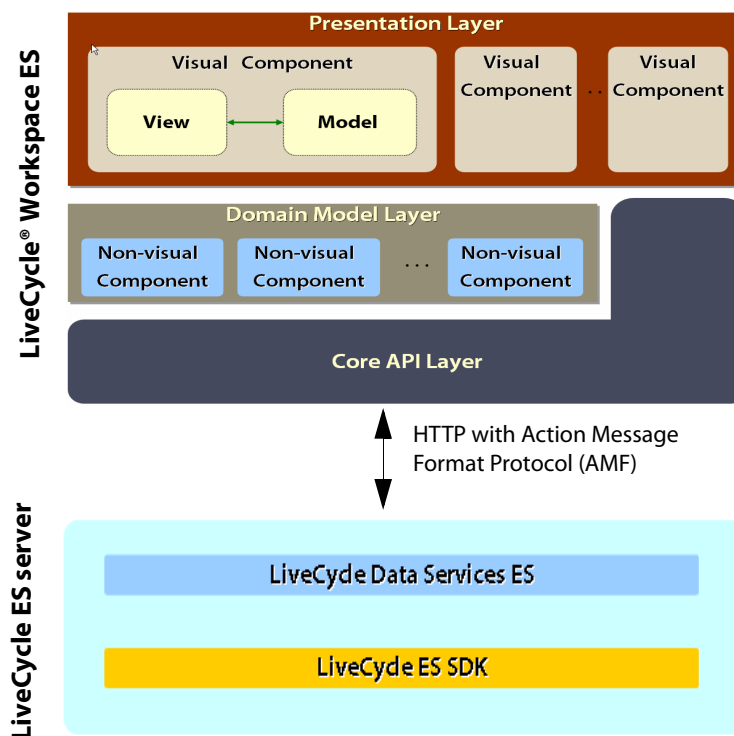 LiveCycle® Workspace ES
Presentation Layer
Visual Component
View
Model
Visual
Component
. .
Visual
Component
Domain Model Layer
Non-visual
Component
Non-visual
Component
. . .
Non-visual
Component
Core API Layer
HTTP with Action Message
Format Protocol (AMF)
LiveCycle ES server
LiveCycle Data Services ES
LiveCycle ES SDK